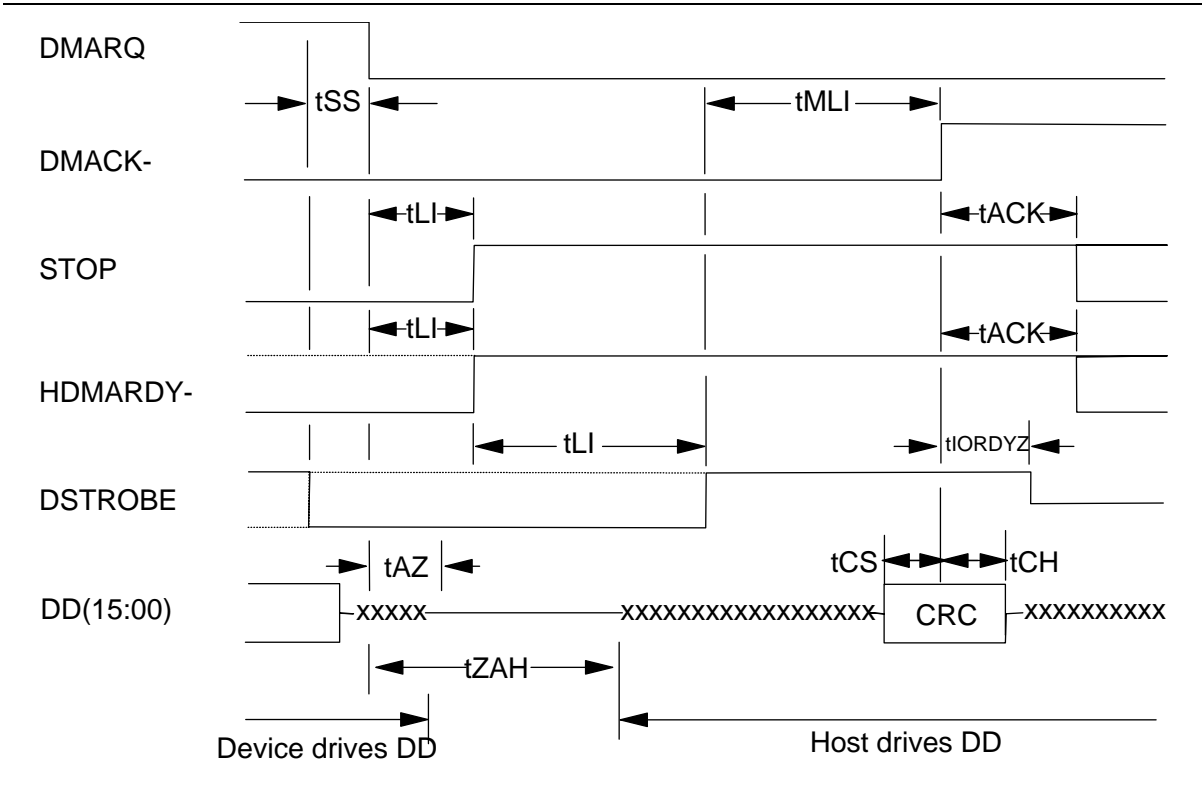 DMARQ
tSS
tMLI
DMACK-
tLI
tACK
STOP
tLI
tACK
HDMARDY-
tLI
tIORDYZ
DSTROBE
tAZ
tCS
tCH
DD(15:00)
xxxxx
xxxxxxxxxxxxxxxxxx
CRC
xxxxxxxxxx
tZAH
Device drives DD
Host drives DD